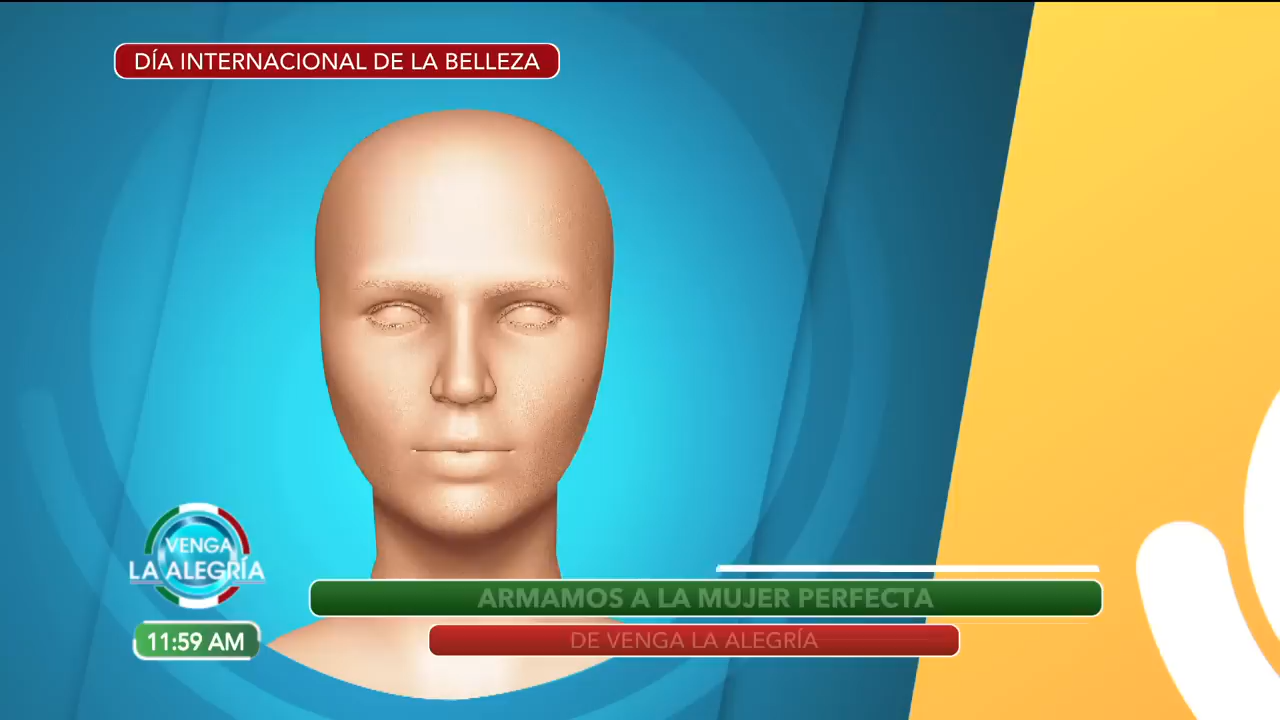 DÍA INTERNACIONAL DE LA BELLEZA
VENGA
LA ALEGRÍA
ARMAMOS A LA MUJER PERFECTA
DE VENGA LA ALEGRÍA
11:59 AM